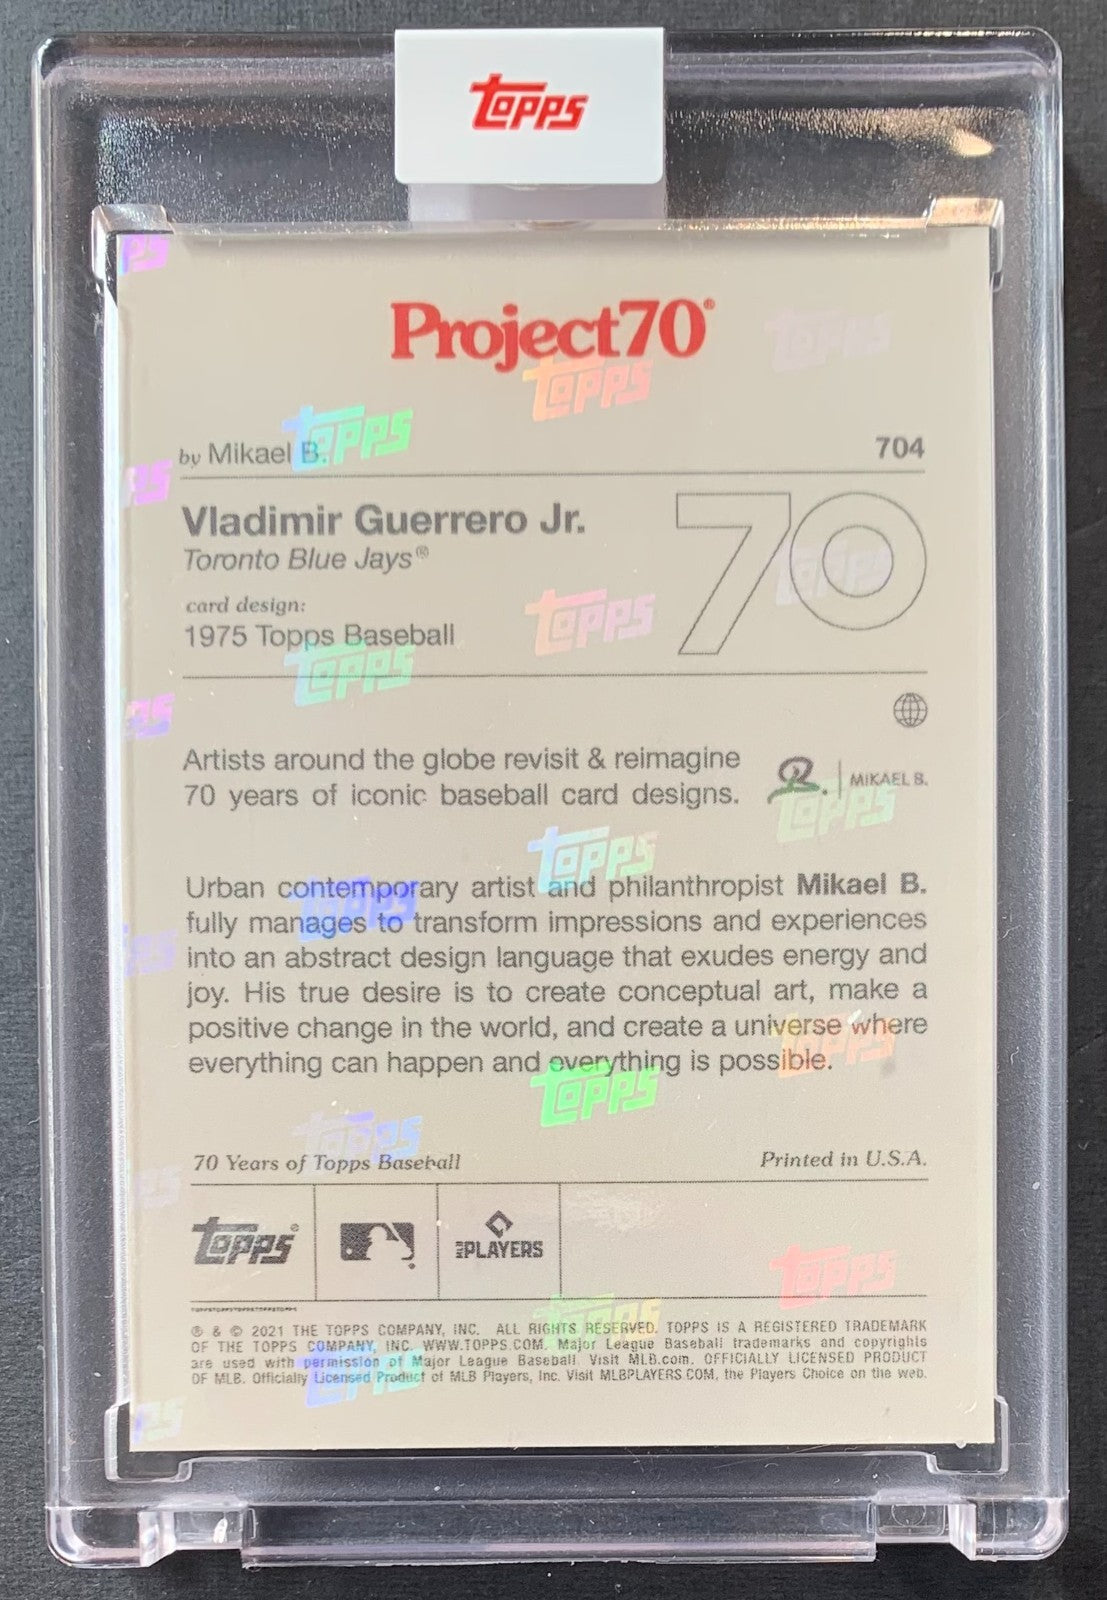 Topps
Project70®
by Mikael B. 704
Vladimir Guerrero Jr.
Toronto Blue Jays®
card design:
1975 Topps Baseball
70
Artists around the globe revisit & reimagine
70 years of iconic baseball card designs.
MIKAEL B.
Urban contemporary artist and philanthropist Mikael B.
fully manages to transform impressions and experiences
into an abstract design language that exudes energy and
joy. His true desire is to create conceptual art, make a
positive change in the world, and create a universe where
everything can happen and everything is possible.
70 Years of Topps Baseball Printed in U.S.A.
Topps® MLB PLAYERS
® & © 2021 THE TOPPS COMPANY, INC. ALL RIGHTS RESERVED. TOPPS IS A REGISTERED TRADEMARK
OF THE TOPPS COMPANY, INC. WWW.TOPPS.COM. Major League Baseball trademarks and copyrights
are used with permission of Major League Baseball. Visit MLB.com. OFFICIALLY LICENSED PRODUCT
OF MLB. Officially Licensed Product of MLB Players, Inc. Visit MLBPLAYERS.COM, the Players Choice on the web.